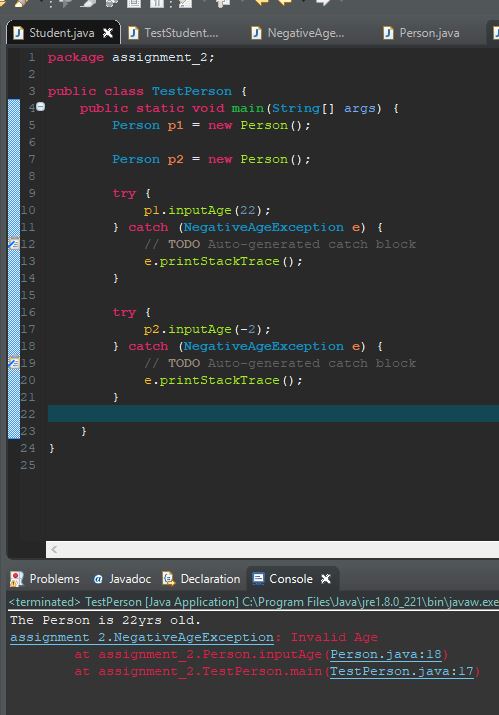 Student.java
TestStudent....
NegativeAge...
Person.java
1 package assignment_2;
2
3 public class TestPerson {
4 public static void main(String[] args) {
5 Person p1 = new Person();
6
7 Person p2 = new Person();
8
9 try {
10 p1.inputAge(22);
11 } catch (NegativeAgeException e) {
12 // TODO Auto-generated catch block
13 e.printStackTrace();
14 }
15
16 try {
17 p2.inputAge(-2);
18 } catch (NegativeAgeException e) {
19 // TODO Auto-generated catch block
20 e.printStackTrace();
21 }
22
23 }
24 }
25
Problems @ Javadoc Declaration Console
<terminated> TestPerson [Java Application] C:\Program Files\Java\jre1.8.0_221\bin\javaw.exe
The Person is 22yrs old.
assignment_2.NegativeAgeException: Invalid Age
at assignment_2.Person.inputAge(Person.java:18)
at assignment_2.TestPerson.main(TestPerson.java:17)